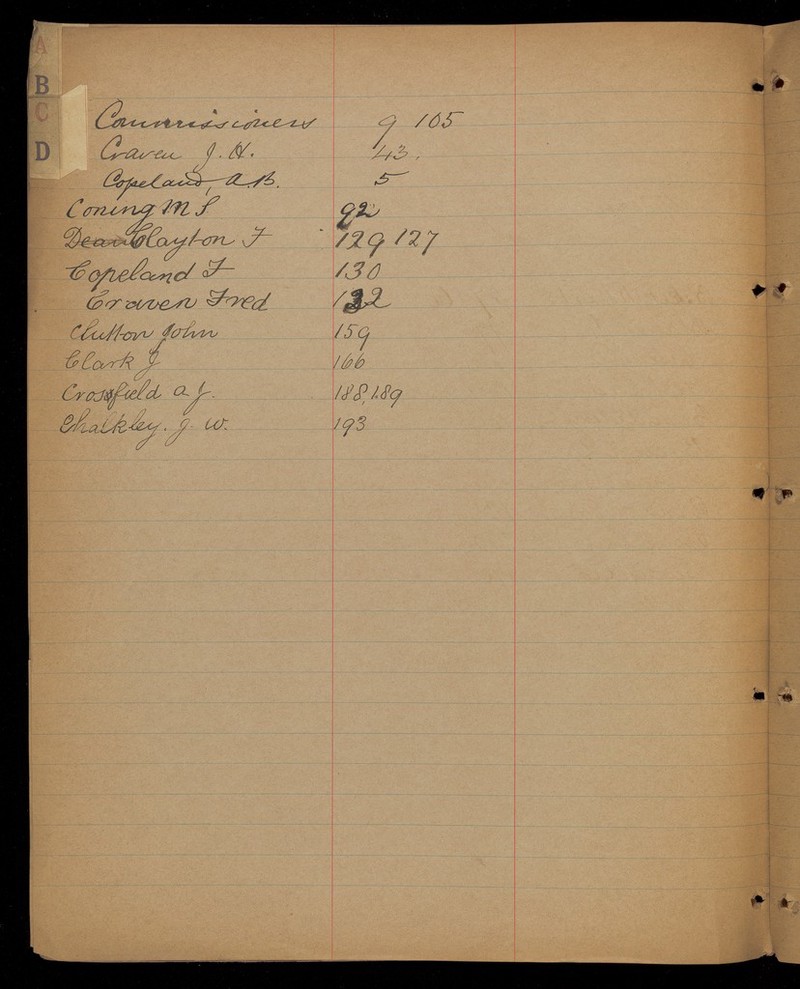 A
B
C
D
Commissioners 9 105
Craven J. H. 43.
Copeland, A. B. 5
Coning M S 92
Dean Clayton F 129 127
Copeland F 130
Craven Fred 132
Clutton John 159
Clark J 166
Crossfield A J. 188, 189
Chalkley. J. W. 193